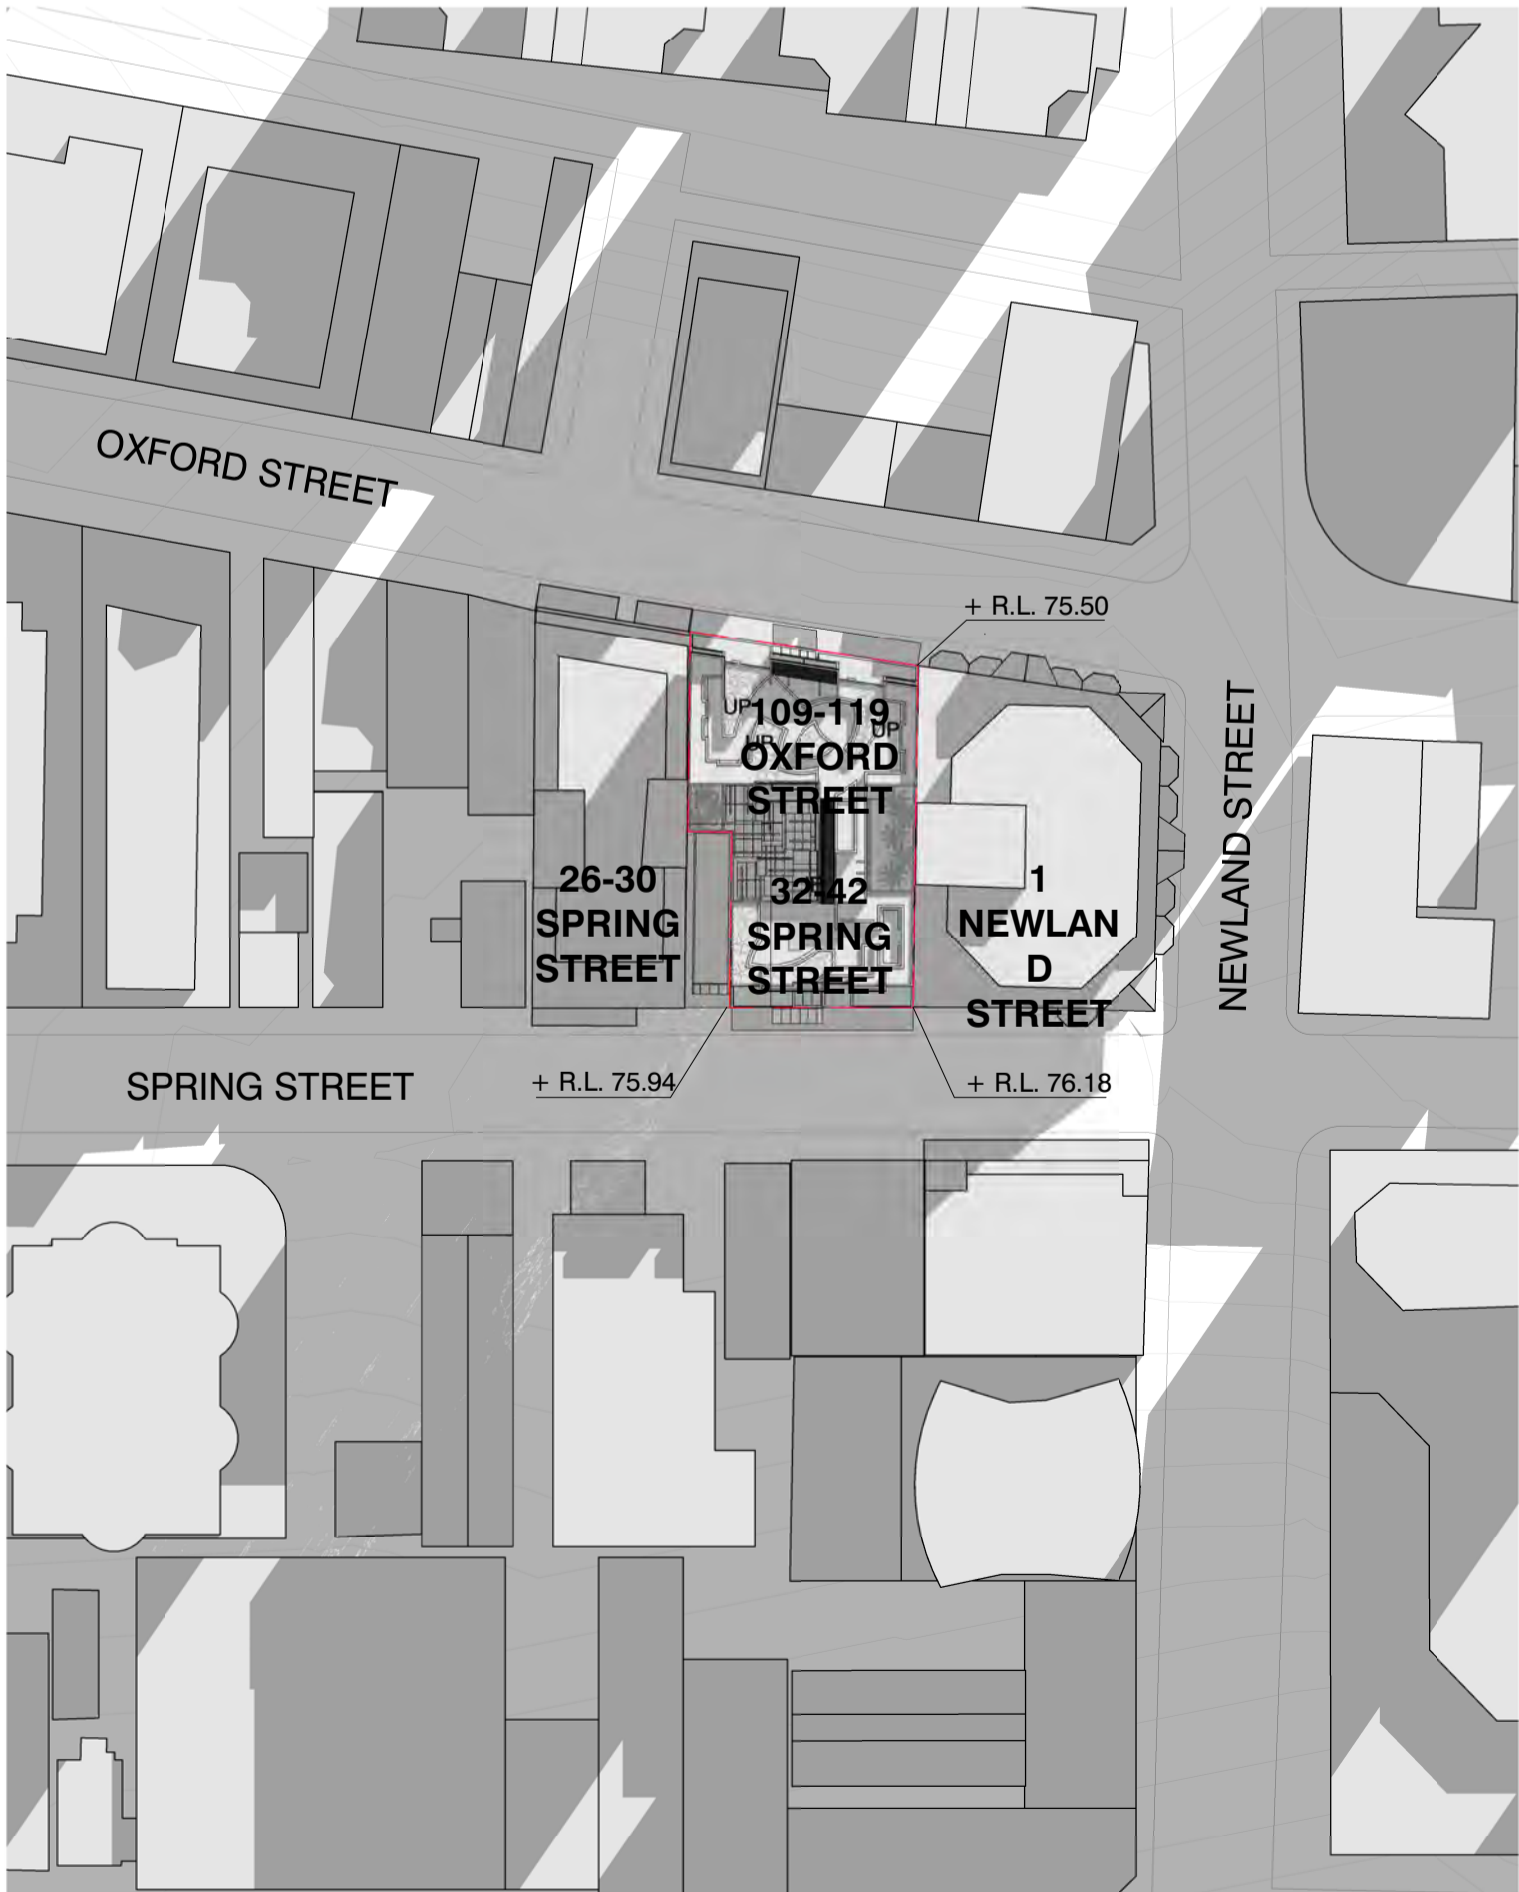 OXFORD STREET
+ R.L. 75.50
UP
109-119
UP
UP
OXFORD
STREET
NEWLAND STREET
26-30
SPRING
STREET
32-42
SPRING
STREET
1
NEWLAN
D
STREET
SPRING STREET
+ R.L. 75.94
+ R.L. 76.18